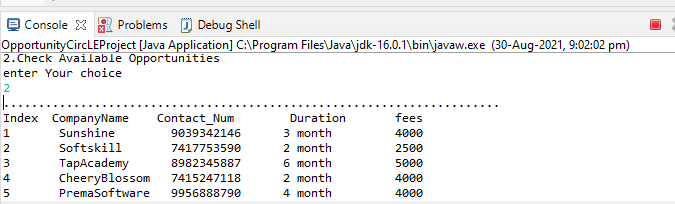 Console Problems Debug Shell
OpportunityCircLEProject [Java Application] C:\Program Files\Java\jdk-16.0.1\bin\javaw.exe (30-Aug-2021, 9:02:02 pm)
2.Check Available Opportunities
enter Your choice
2
.......................................................................
Index CompanyName Contact_Num Duration fees
1 Sunshine 9039342146 3 month 4000
2 Softskill 7417753590 2 month 2500
3 TapAcademy 8982345887 6 month 5000
4 CheeryBlossom 7415247118 2 month 4000
5 PremaSoftware 9956888790 4 month 4000